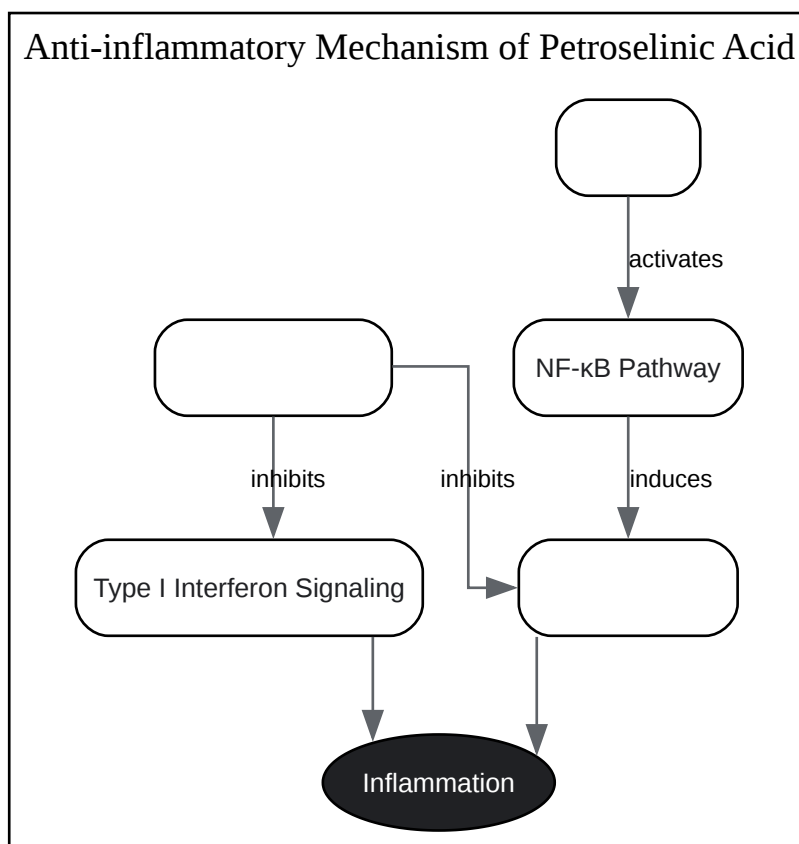 Anti-inflammatory Mechanism of Petroselinic Acid
activates
NF-κB Pathway
inhibits
inhibits
induces
Type I Interferon Signaling
Inflammation